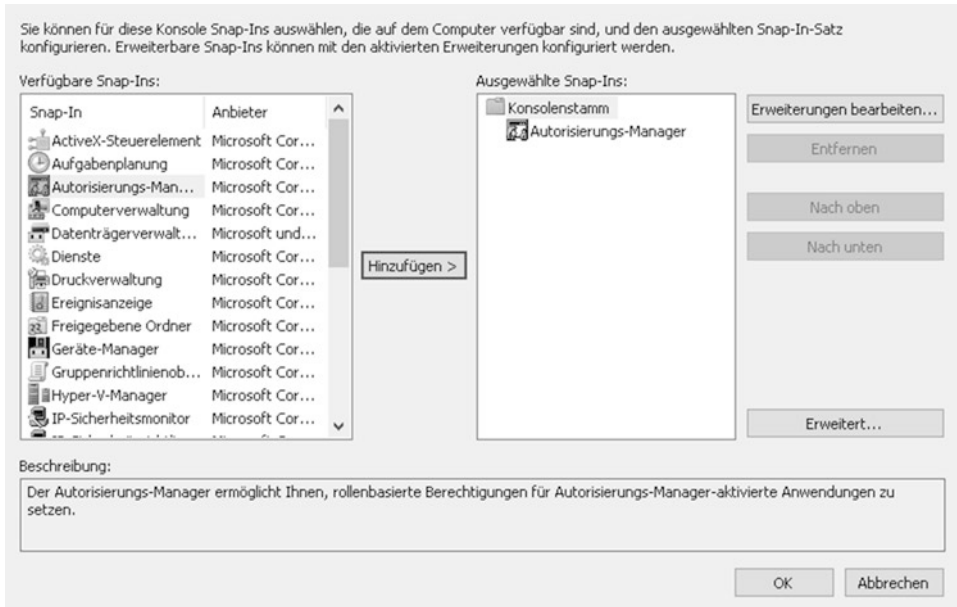 Sie können für diese Konsole Snap-Ins auswählen, die auf dem Computer verfügbar sind, und den ausgewählten Snap-In-Satz
konfigurieren. Erweiterbare Snap-Ins können mit den aktivierten Erweiterungen konfiguriert werden.
Verfügbare Snap-Ins:
Snap-In Anbieter
ActiveX-Steuerelement Microsoft Cor...
Aufgabenplanung Microsoft Cor...
Autorisierungs-Man... Microsoft Cor...
Computerverwaltung Microsoft Cor...
Datenträgerverwalt... Microsoft und...
Dienste Microsoft Cor...
Druckverwaltung Microsoft Cor...
Ereignisanzeige Microsoft Cor...
Freigegebene Ordner Microsoft Cor...
Geräte-Manager Microsoft Cor...
Gruppenrichtlinienob... Microsoft Cor...
Hyper-V-Manager Microsoft Cor...
IP-Sicherheitsmonitor Microsoft Cor...
Hinzufügen >
Ausgewählte Snap-Ins:
Konsolenstamm
Autorisierungs-Manager
Erweiterungen bearbeiten...
Entfernen
Nach oben
Nach unten
Erweitert...
Beschreibung:
Der Autorisierungs-Manager ermöglicht Ihnen, rollenbasierte Berechtigungen für Autorisierungs-Manager-aktivierte Anwendungen zu
setzen.
OK Abbrechen